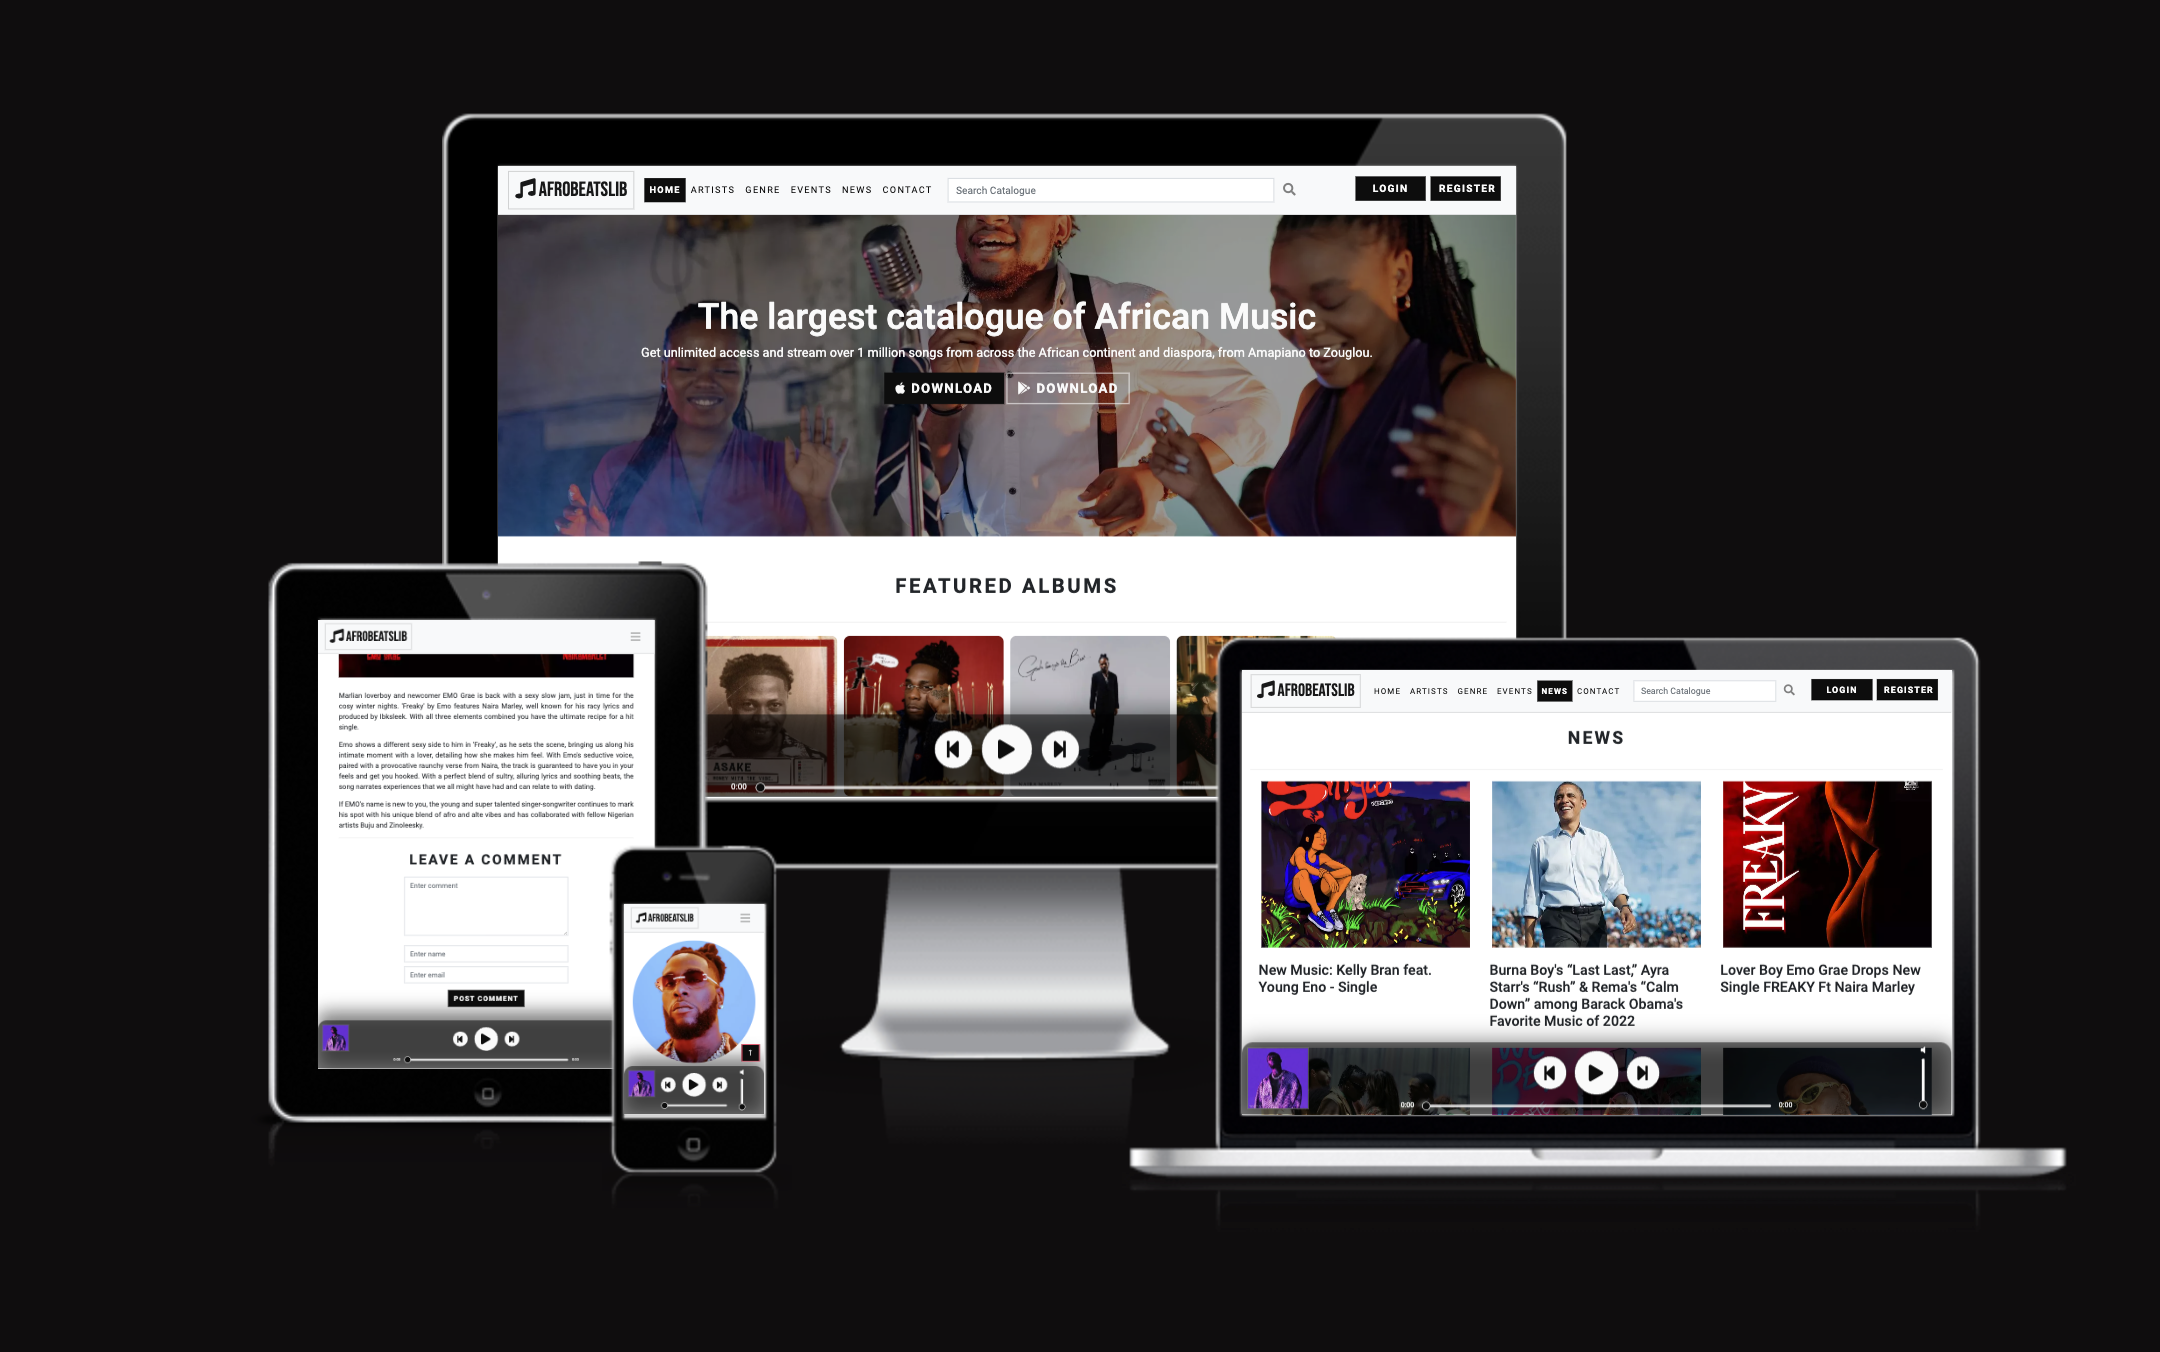 AFROBEATSLIB
HOME ARTISTS GENRE EVENTS NEWS CONTACT
Search Catalogue
LOGIN REGISTER
The largest catalogue of African Music
Get unlimited access and stream over 1 million songs from across the African continent and diaspora, from Amapiano to Zouglou.
DOWNLOAD DOWNLOAD
FEATURED ALBUMS
ASAKE
0:00
AFROBEATSLIB
EMO GRAE NAIRA MARLEY
Marlian loverboy and newcomer EMO Grae is back with a sexy slow jam, just in time for the
cosy winter nights. 'Freaky' by Emo features Naira Marley, well known for his racy lyrics and
produced by Ibksleek. With all three elements combined you have the ultimate recipe for a hit
single.
Emo shows a different sexy side to him in 'Freaky', as he sets the scene, bringing us along his
intimate moment with a lover, detailing how she makes him feel. With Emo's seductive voice,
paired with a provocative raunchy verse from Naira, the track is guaranteed to have you in your
feels and get you hooked. With a perfect blend of sultry, alluring lyrics and soothing beats, the
song narrates experiences that we all might have had and can relate to with dating.
If EMO's name is new to you, the young and super talented singer-songwriter continues to mark
his spot with his unique blend of afro and alte vibes and has collaborated with fellow Nigerian
artists Buju and Zinoleesky.
LEAVE A COMMENT
Enter comment
Enter name
Enter email
POST COMMENT
0:00 0:00
AFROBEATSLIB
AFROBEATSLIB
HOME ARTISTS GENRE EVENTS NEWS CONTACT
Search Catalogue
LOGIN REGISTER
NEWS
Single
FREAKY
New Music: Kelly Bran feat.
Young Eno - Single
Burna Boy's “Last Last,” Ayra
Starr's “Rush” & Rema's “Calm
Down” among Barack Obama's
Favorite Music of 2022
Lover Boy Emo Grae Drops New
Single FREAKY Ft Naira Marley
0:00 0:00